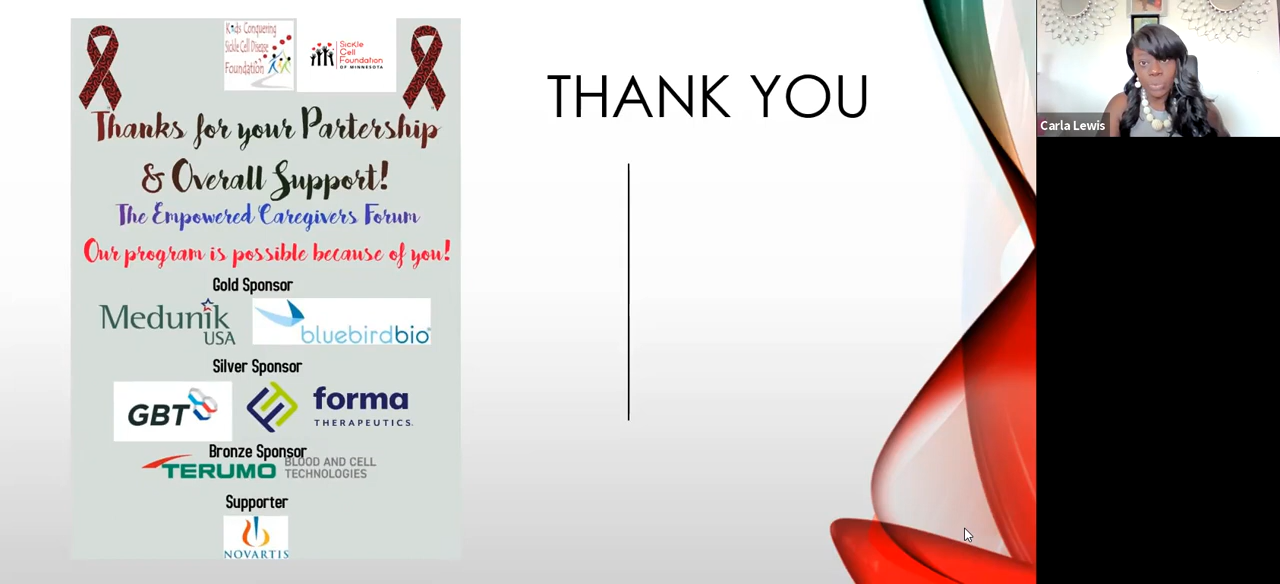 Kids Conquering
Sickle Cell Disease
Foundation
Sickle
Cell
Foundation
OF MINNESOTA
Thanks for your Partership
& Overall Support!
The Empowered Caregivers Forum
Our program is possible because of you!
Gold Sponsor
Medunik
USA
bluebirdbio
Silver Sponsor
GBT
forma
THERAPEUTICS
Bronze Sponsor
TERUMO
BLOOD AND CELL
TECHNOLOGIES
Supporter
NOVARTIS
THANK YOU
Carla Lewis